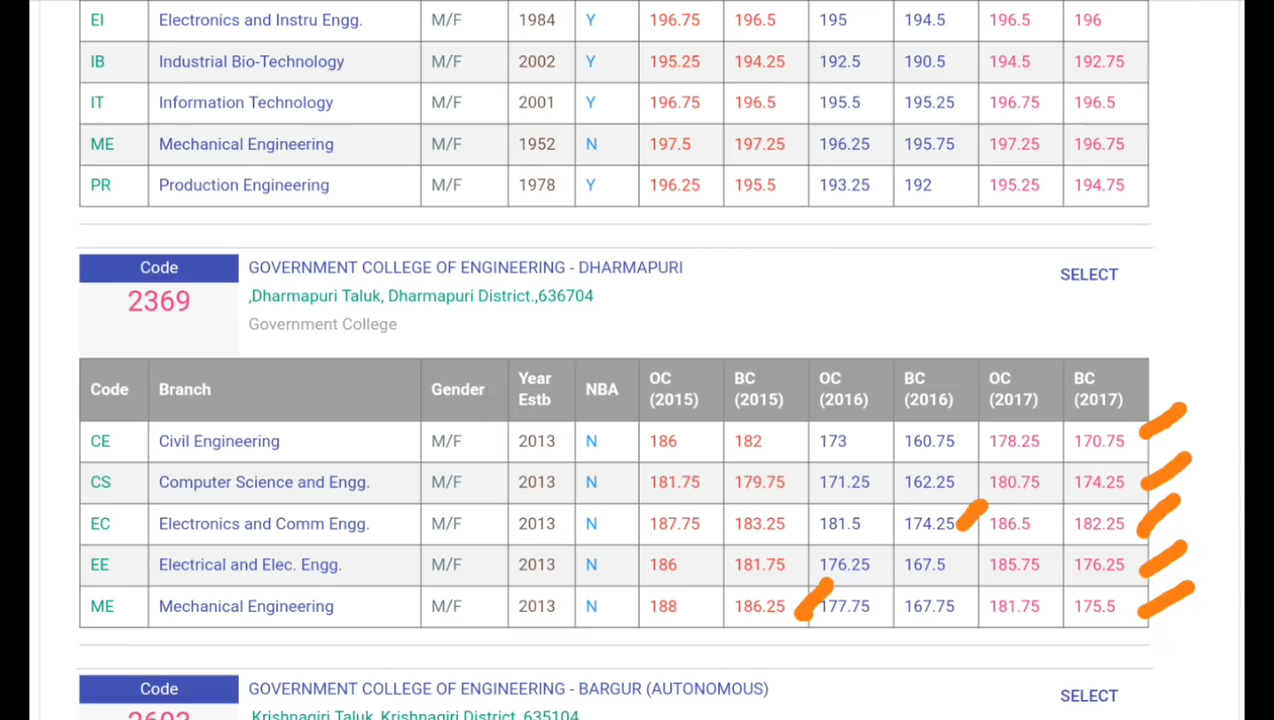 EI Electronics and Instru Engg. M/F 1984 Y 196.75 196.5 195 194.5 196.5 196
IB Industrial Bio-Technology M/F 2002 Y 195.25 194.25 192.5 190.5 194.5 192.75
IT Information Technology M/F 2001 Y 196.75 196.5 195.5 195.25 196.75 196.5
ME Mechanical Engineering M/F 1952 N 197.5 197.25 196.25 195.75 197.25 196.75
PR Production Engineering M/F 1978 Y 196.25 195.5 193.25 192 195.25 194.75
Code GOVERNMENT COLLEGE OF ENGINEERING - DHARMAPURI SELECT
2369 ,Dharmapuri Taluk, Dharmapuri District.,636704
Government College
Code Branch Gender Year Estb NBA OC (2015) BC (2015) OC (2016) BC (2016) OC (2017) BC (2017)
CE Civil Engineering M/F 2013 N 186 182 173 160.75 178.25 170.75
CS Computer Science and Engg. M/F 2013 N 181.75 179.75 171.25 162.25 180.75 174.25
EC Electronics and Comm Engg. M/F 2013 N 187.75 183.25 181.5 174.25 186.5 182.25
EE Electrical and Elec. Engg. M/F 2013 N 186 181.75 176.25 167.5 185.75 176.25
ME Mechanical Engineering M/F 2013 N 188 186.25 177.75 167.75 181.75 175.5
Code GOVERNMENT COLLEGE OF ENGINEERING - BARGUR (AUTONOMOUS) SELECT
2603 Krishnagiri Taluk, Krishnagiri District, 635104